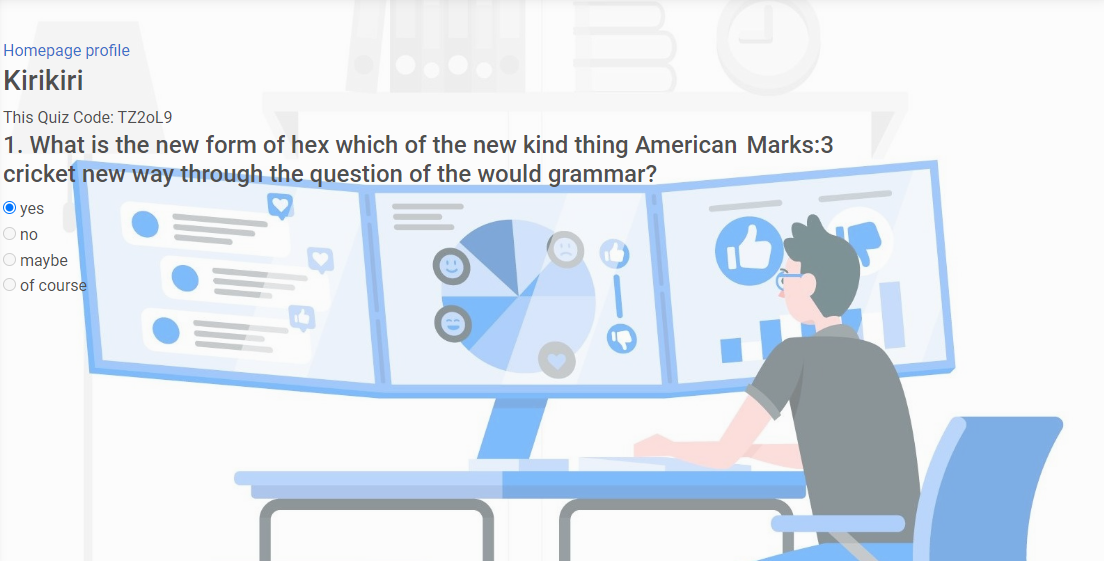 Homepage profile
Kirikiri
This Quiz Code: TZ2oL9
1. What is the new form of hex which of the new kind thing American Marks:3
cricket new way through the question of the would grammar?
yes
no
maybe
of course